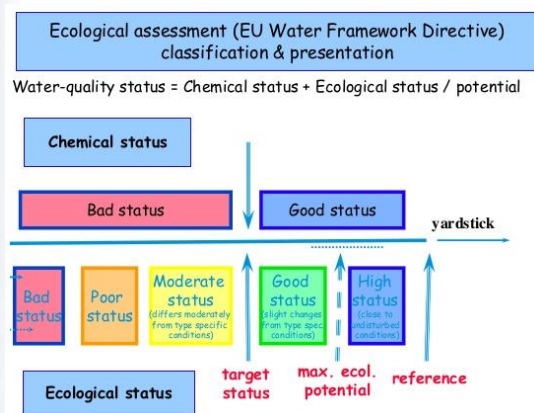 Ecological assessment (EU Water Framework Directive)
classification & presentation
Water-quality status = Chemical status + Ecological status / potential
Chemical status
Bad status
Good status
yardstick
Bad
status
Poor
status
Moderate
status
(differs moderately
from type specific
conditions)
Good
status
(slight changes
from type spec.
conditions)
High
status
(close to
undisturbed
conditions)
target
status
max. ecol.
potential
reference
Ecological status